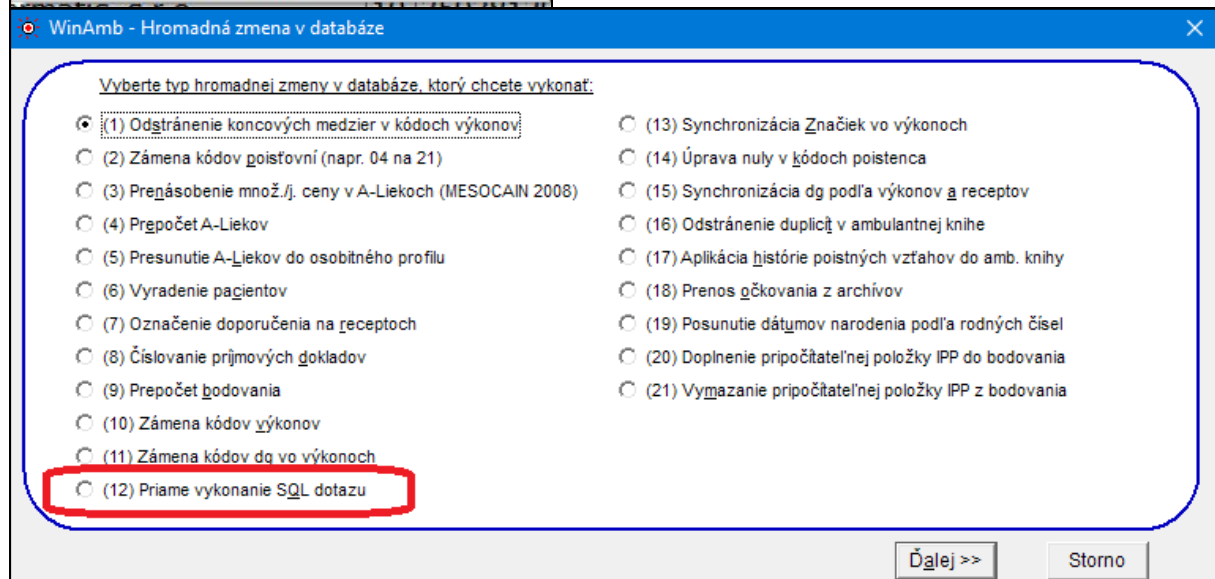 WinAmb - Hromadná zmena v databáze
Vyberte typ hromadnej zmeny v databáze, ktorý chcete vykonať:
(1) Odstránenie koncových medzier v kódoch výkonov
(2) Zámena kódov poisťovní (napr. 04 na 21)
(3) Prenásobenie množ./j. ceny v A-Liekoch (MESOCAIN 2008)
(4) Prepočet A-Liekov
(5) Presunutie A-Liekov do osobitného profilu
(6) Vyradenie pacientov
(7) Označenie doporučenia na receptoch
(8) Číslovanie príjmových dokladov
(9) Prepočet bodovania
(10) Zámena kódov výkonov
(11) Zámena kódov dg vo výkonoch
(12) Priame vykonanie SQL dotazu
(13) Synchronizácia Značiek vo výkonoch
(14) Úprava nuly v kódoch poistenca
(15) Synchronizácia dg podľa výkonov a receptov
(16) Odstránenie duplicít v ambulantnej knihe
(17) Aplikácia histórie poistných vzťahov do amb. knihy
(18) Prenos očkovania z archívov
(19) Posunutie dátumov narodenia podľa rodných čísel
(20) Doplnenie pripočítateľnej položky IPP do bodovania
(21) Vymazanie pripočítateľnej položky IPP z bodovania
Ďalej >>
Storno